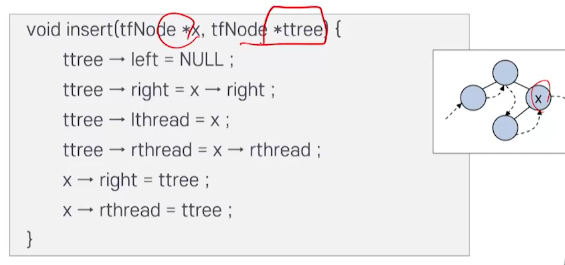 void insert(tfNode *x, tfNode *ttree) {
ttree → left = NULL ;
ttree → right = x → right ;
ttree → lthread = x ;
ttree → rthread = x → rthread ;
x → right = ttree ;
x → rthread = ttree ;
}
x